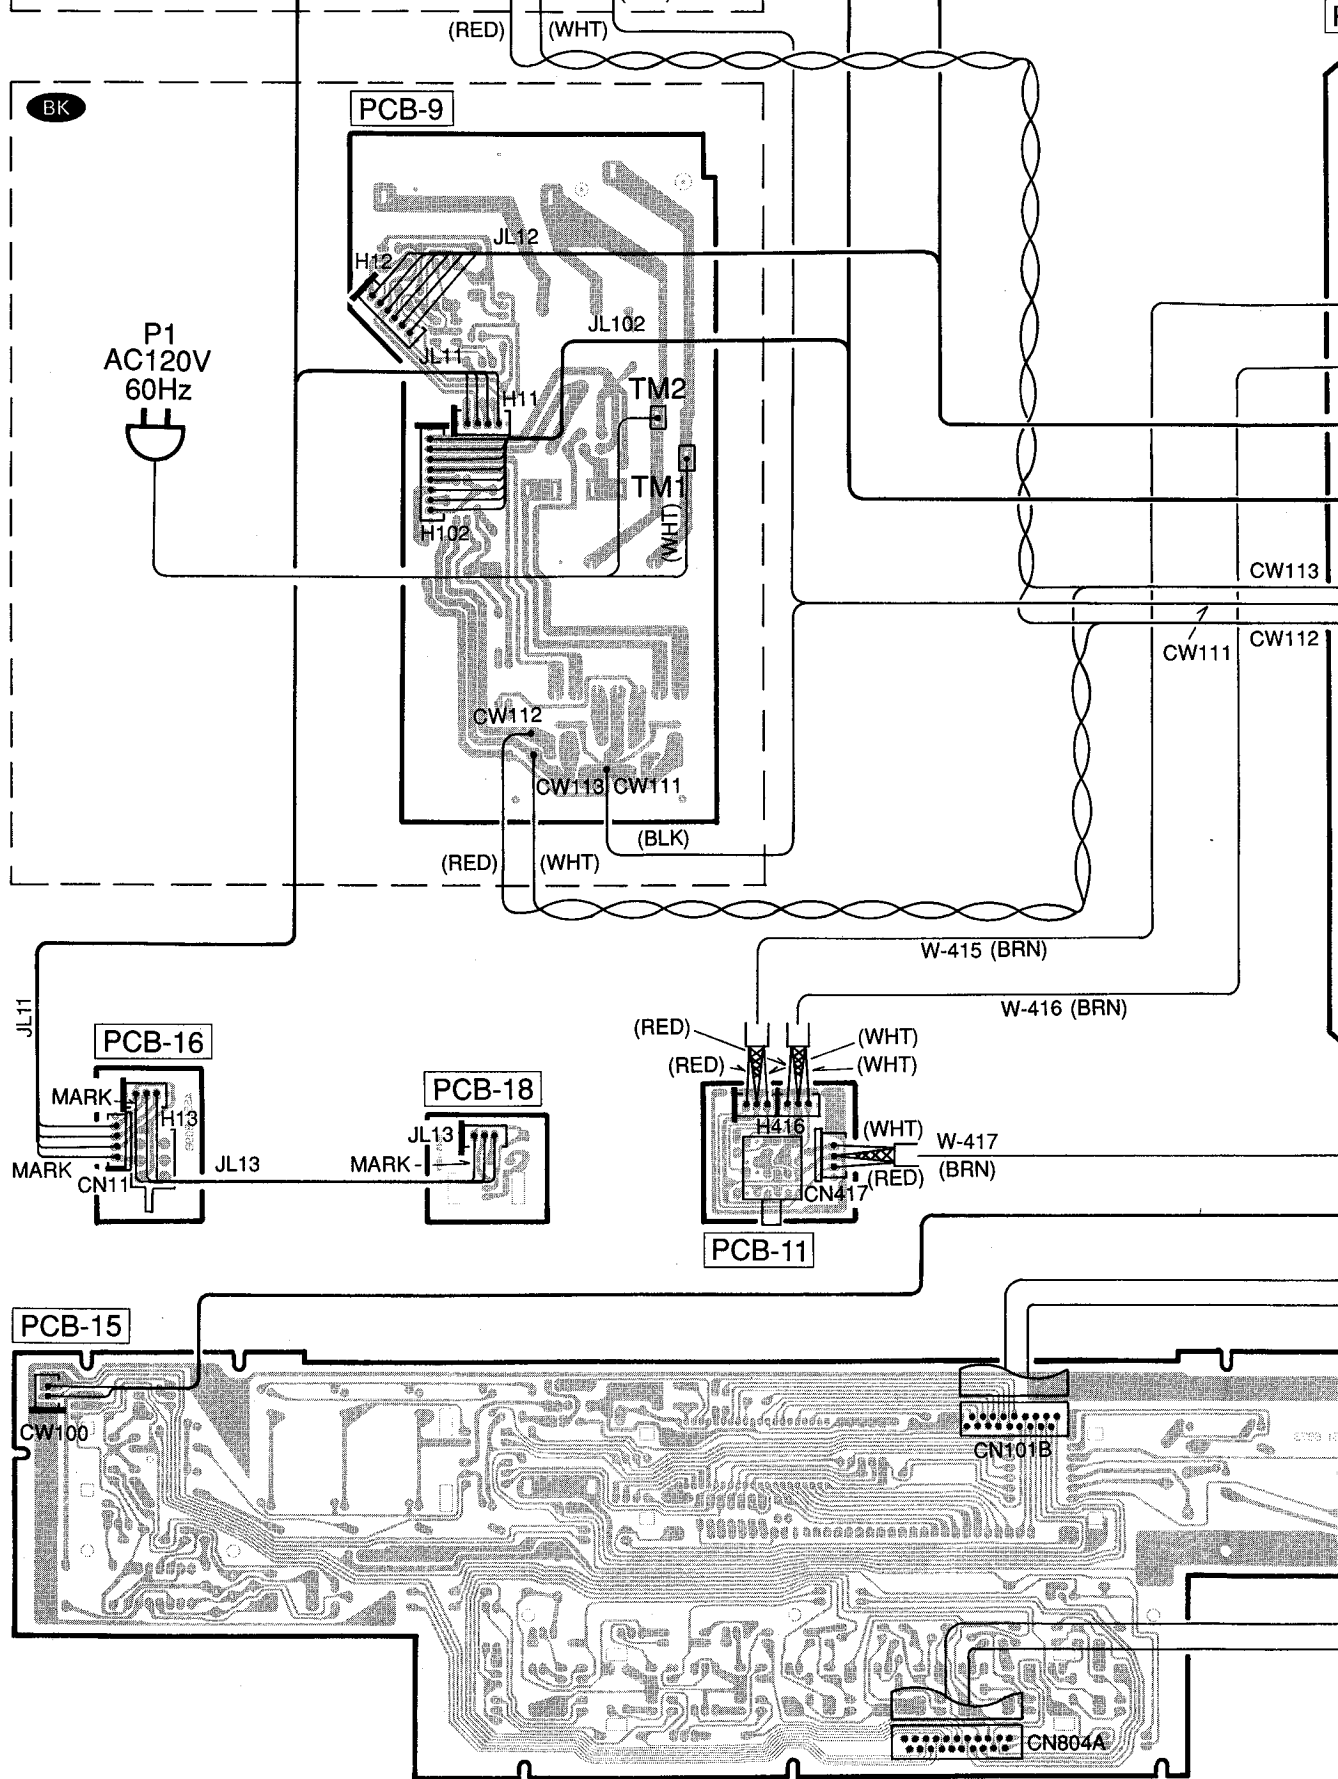 (RED)
(WHT)
BK
PCB-9
JL12
H12
JL102
P1
AC120V
60Hz
JL11
TM2
H11
TM1
(WHT)
H102
CW113
CW111
CW112
CW112
CW113
CW111
(BLK)
(RED)
(WHT)
W-415 (BRN)
W-416 (BRN)
JL11
PCB-16
(RED)
(WHT)
(RED)
(WHT)
MARK
H13
PCB-18
JL13
MARK
MARK
CN11
JL13
H416
(WHT)
W-417
(BRN)
(RED)
CN417
PCB-11
PCB-15
CW100
CN101B
CN804A